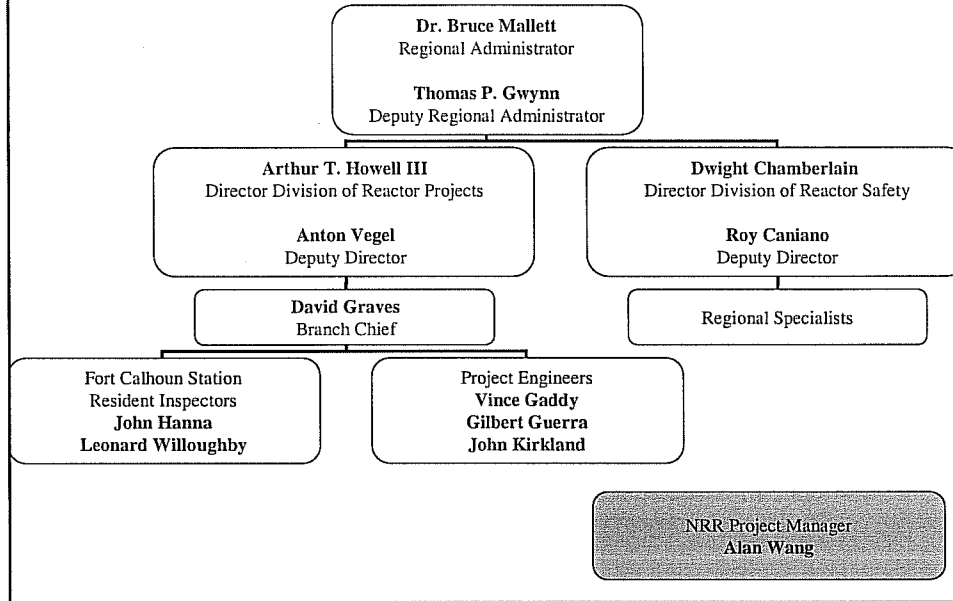 Dr. Bruce Mallett
Regional Administrator
Thomas P. Gwynn
Deputy Regional Administrator
Arthur T. Howell III
Director Division of Reactor Projects
Anton Vegel
Deputy Director
Dwight Chamberlain
Director Division of Reactor Safety
Roy Caniano
Deputy Director
David Graves
Branch Chief
Regional Specialists
Fort Calhoun Station
Resident Inspectors
John Hanna
Leonard Willoughby
Project Engineers
Vince Gaddy
Gilbert Guerra
John Kirkland
NRR Project Manager
Alan Wang